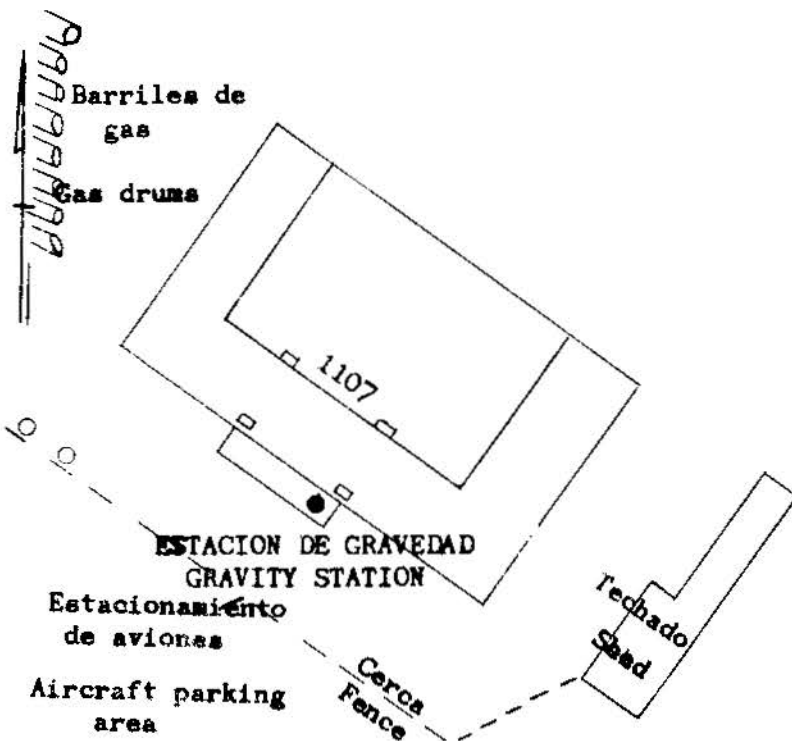 Barriles de
gas
Gas drums
1107
ESTACION DE GRAVEDAD
GRAVITY STATION
Estacionamiento
de aviones
Aircraft parking
area
Cerca
Fence
Techado
Shed